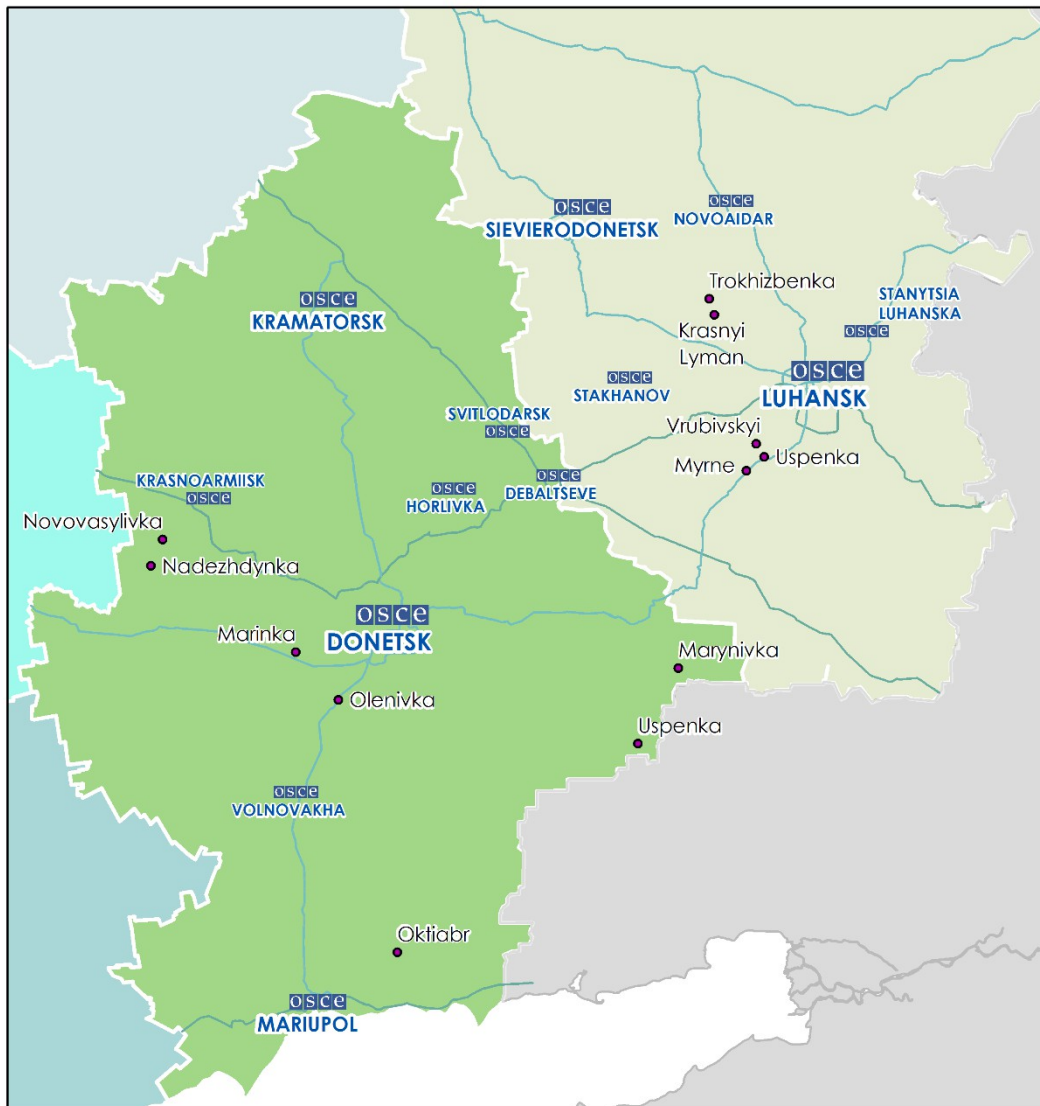 osce
SIEVIERODONETSK
osce
NOVOAIDAR
Trokhizbenka
Krasnyi
Lyman
STANYTSIA
LUHANSKA
osce
osce
KRAMATORSK
osce
STAKHANOV
osce
LUHANSK
SVITLODARSK
osce
Vrubivskyi
Uspenka
Myrne
KRASNOARMIISK
osce
osce
HORLIVKA
osce
DEBALTSEVE
Novovasylivka
Nadezhdynka
osce
DONETSK
Marinka
Marynivka
Olenivka
Uspenka
osce
VOLNOVAKHA
Oktiabr
osce
MARIUPOL